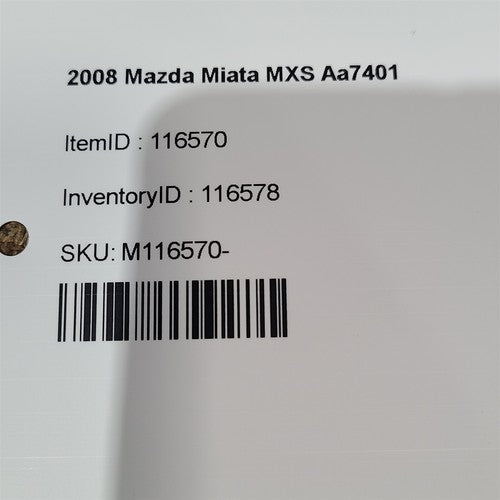 2008 Mazda Miata MXS Aa7401
ItemID : 116570
InventoryID : 116578
SKU: M116570-